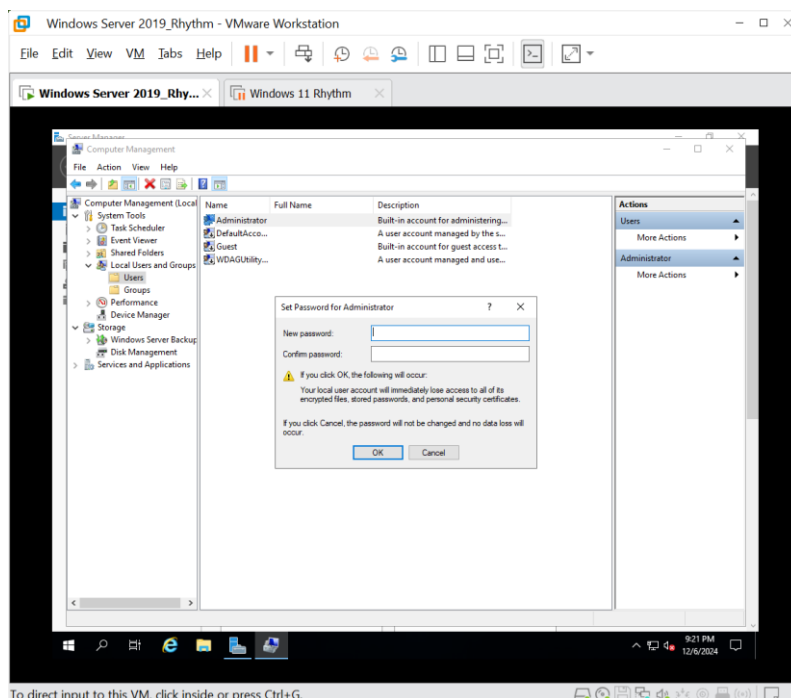 Windows Server 2019_Rhythm - VMware Workstation
File Edit View VM Tabs Help
Windows Server 2019_Rhy...
Windows 11 Rhythm
Server Manager
Computer Management
File Action View Help
Computer Management (Local
System Tools
Task Scheduler
Event Viewer
Shared Folders
Local Users and Groups
Users
Groups
Performance
Device Manager
Storage
Windows Server Backup
Disk Management
Services and Applications
Name Full Name Description
Administrator Built-in account for administering...
DefaultAcco... A user account managed by the s...
Guest Built-in account for guest access t...
WDAGUtility... A user account managed and use...
Actions
Users
More Actions
Administrator
More Actions
Set Password for Administrator
New password:
Confirm password:
If you click OK, the following will occur:
Your local user account will immediately lose access to all of its
encrypted files, stored passwords, and personal security certificates.
If you click Cancel, the password will not be changed and no data loss will
occur.
OK Cancel
9:21 PM
12/6/2024
To direct input to this VM, click inside or press Ctrl+G.